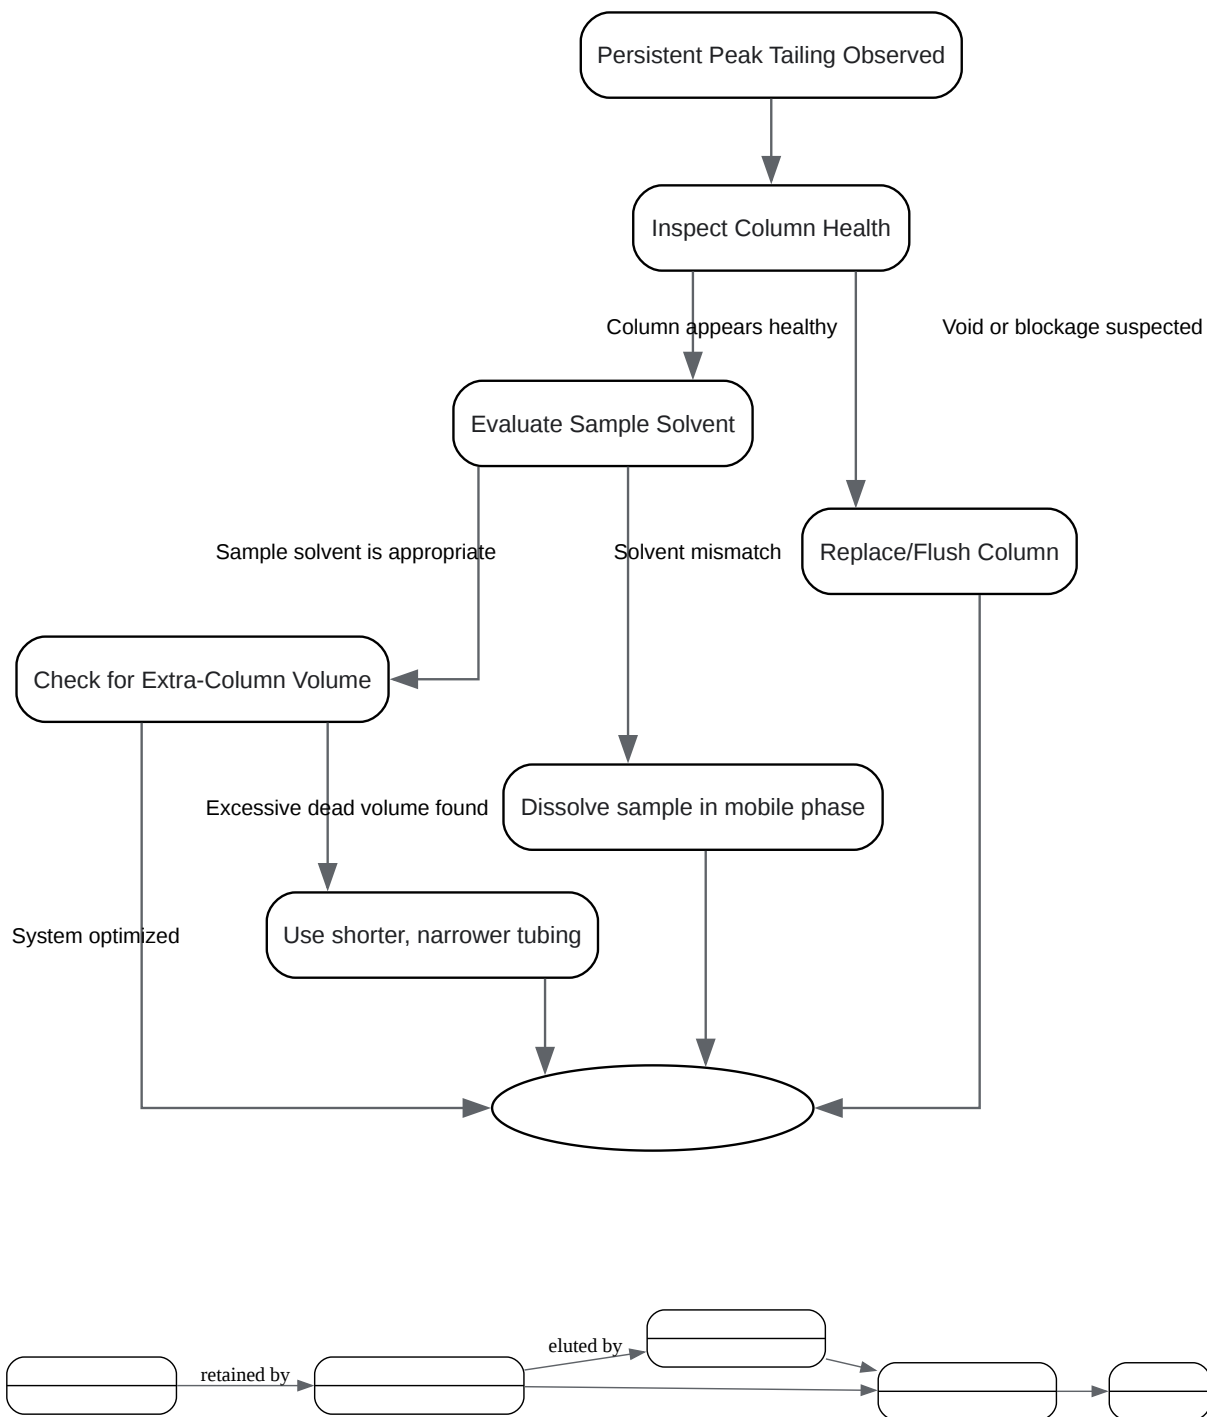 Persistent Peak Tailing Observed
Inspect Column Health
Column appears healthy
Void or blockage suspected
Evaluate Sample Solvent
Sample solvent is appropriate
Solvent mismatch
Replace/Flush Column
Check for Extra-Column Volume
Excessive dead volume found
Dissolve sample in mobile phase
System optimized
Use shorter, narrower tubing
eluted by
retained by